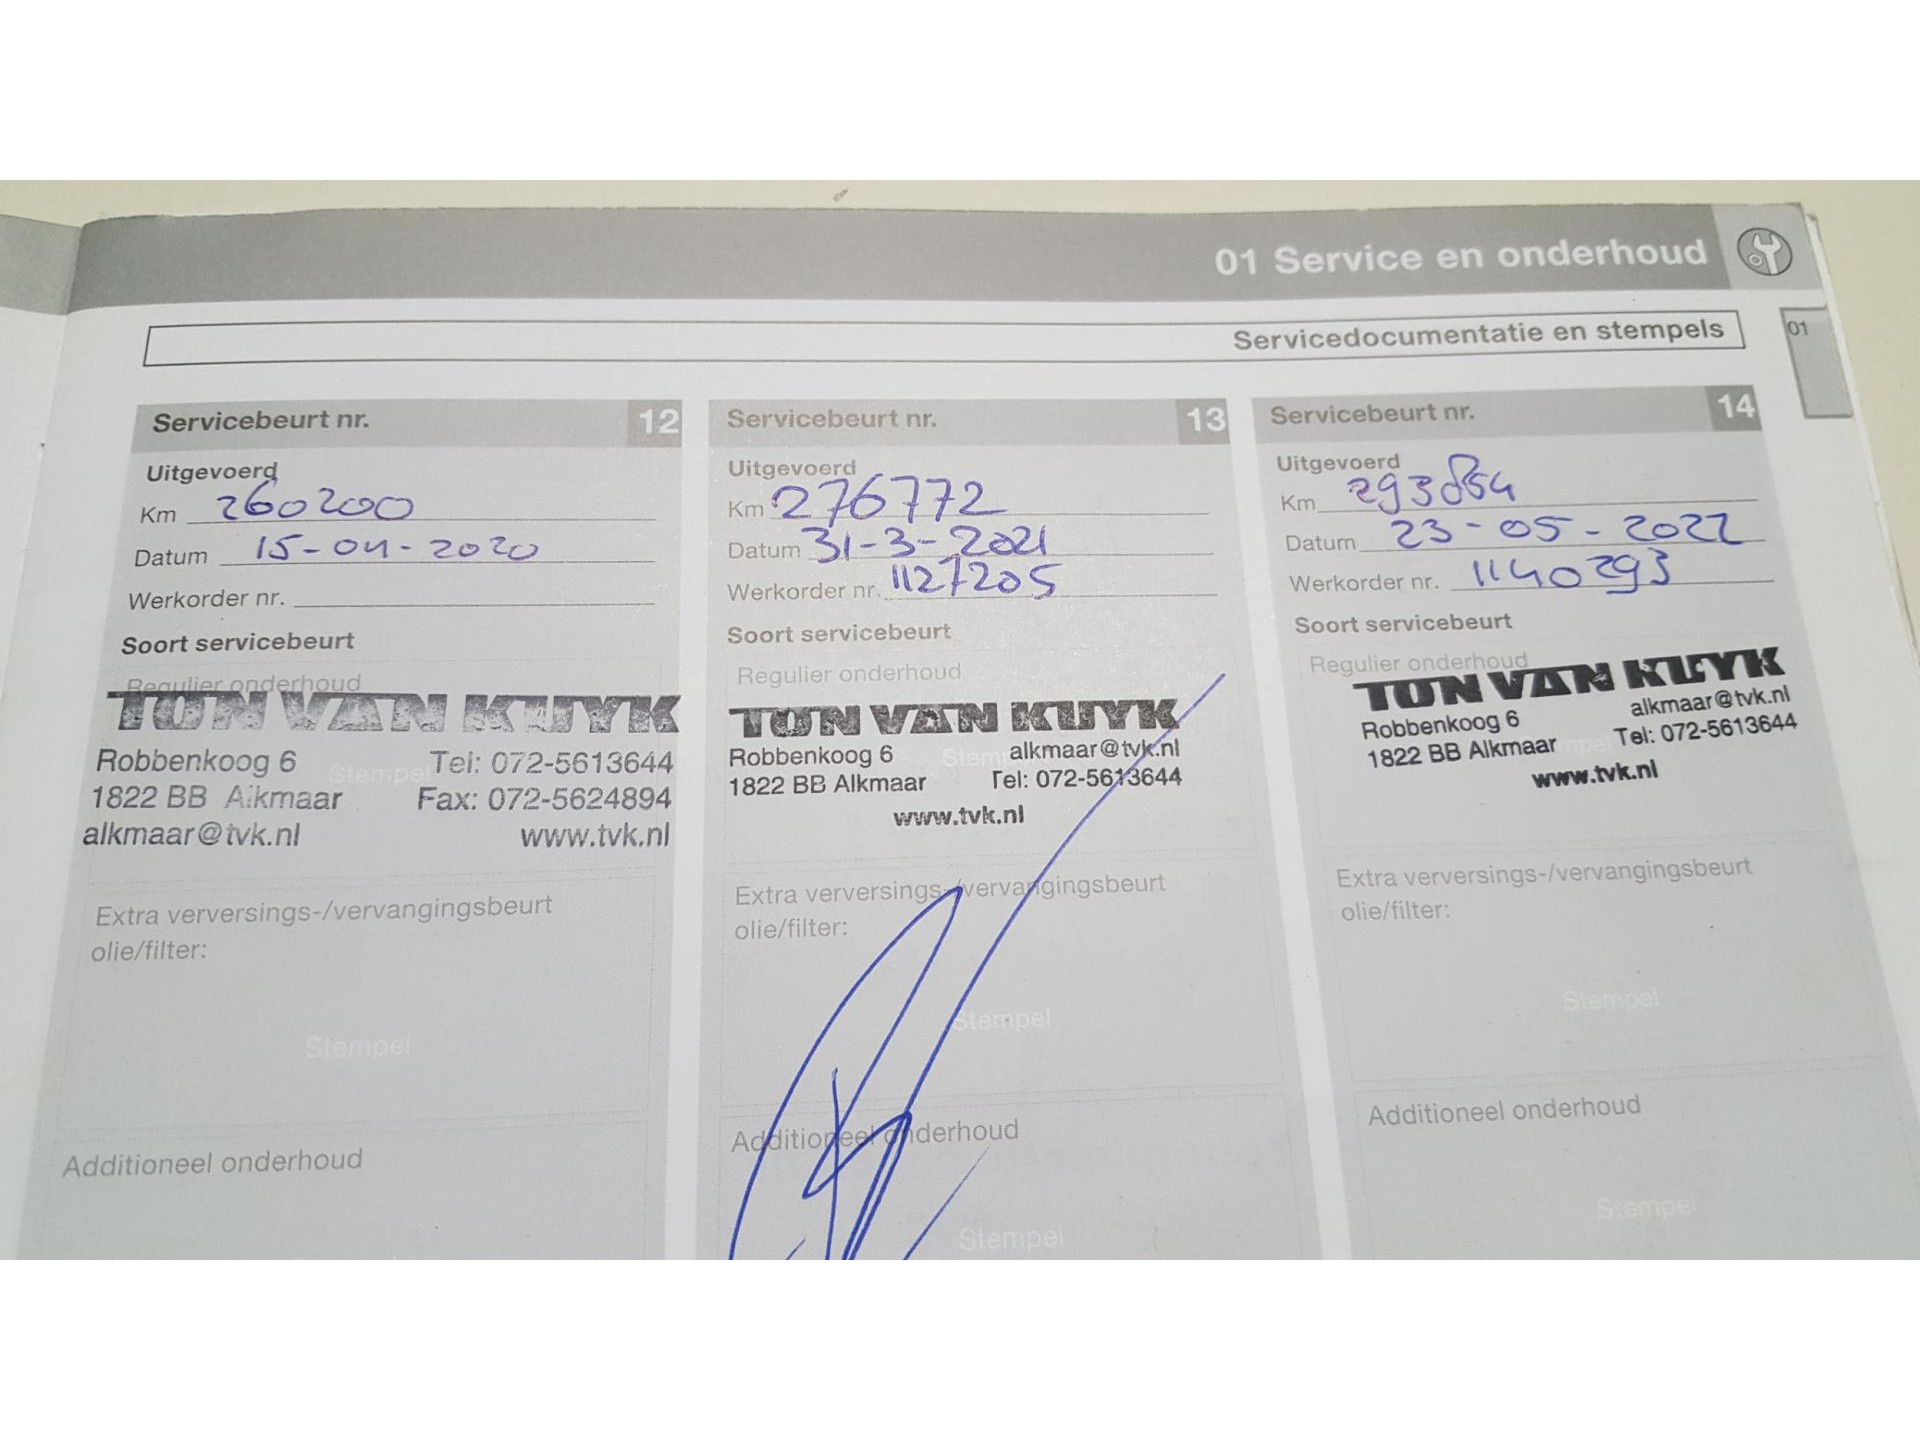 01 Service en onderhoud
Servicedocumentatie en stempels
01
Servicebeurt nr. 12
Uitgevoerd
Km 260200
Datum 15-04-2020
Werkorder nr.
Soort servicebeurt
Regulier onderhoud
TON VAN KUYK
Robbenkoog 6 Stempel Tel: 072-5613644
1822 BB Alkmaar Fax: 072-5624894
alkmaar@tvk.nl www.tvk.nl
Extra verversings-/vervangingsbeurt
olie/filter:
Stempel
Additioneel onderhoud
Servicebeurt nr. 13
Uitgevoerd
Km 276772
Datum 31-3-2021
Werkorder nr. 1127205
Soort servicebeurt
Regulier onderhoud
TON VAN KUYK
Robbenkoog 6 Stempel alkmaar@tvk.nl
1822 BB Alkmaar Tel: 072-5613644
www.tvk.nl
Extra verversings-/vervangingsbeurt
olie/filter:
Stempel
Additioneel onderhoud
Stempel
Servicebeurt nr. 14
Uitgevoerd
Km
Datum 23-05-2022
Werkorder nr. 1140293
Soort servicebeurt
Regulier onderhoud
TON VAN KUYK
Robbenkoog 6 alkmaar@tvk.nl
1822 BB Alkmaar Stempel Tel: 072-5613644
www.tvk.nl
Extra verversings-/vervangingsbeurt
olie/filter:
Stempel
Additioneel onderhoud
Stempel